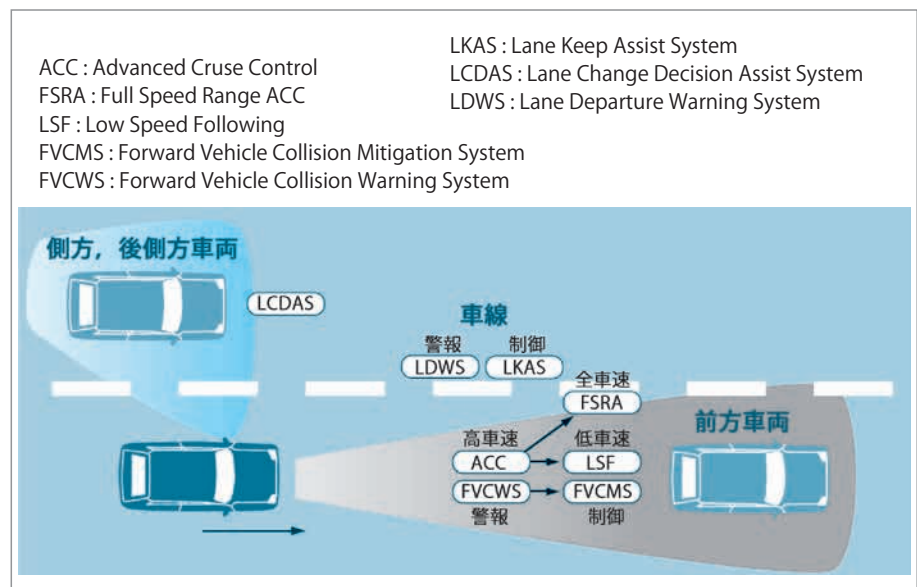 ACC : Advanced Cruse Control
FSRA : Full Speed Range ACC
LSF : Low Speed Following
FVCMS : Forward Vehicle Collision Mitigation System
FVCWS : Forward Vehicle Collision Warning System
LKAS : Lane Keep Assist System
LCDAS : Lane Change Decision Assist System
LDWS : Lane Departure Warning System
側方，後側方車両
LCDAS
車線
警報 制御
LDWS LKAS
全車速
FSRA
前方車両
高車速 低車速
ACC LSF
FVCWS FVCMS
警報 制御